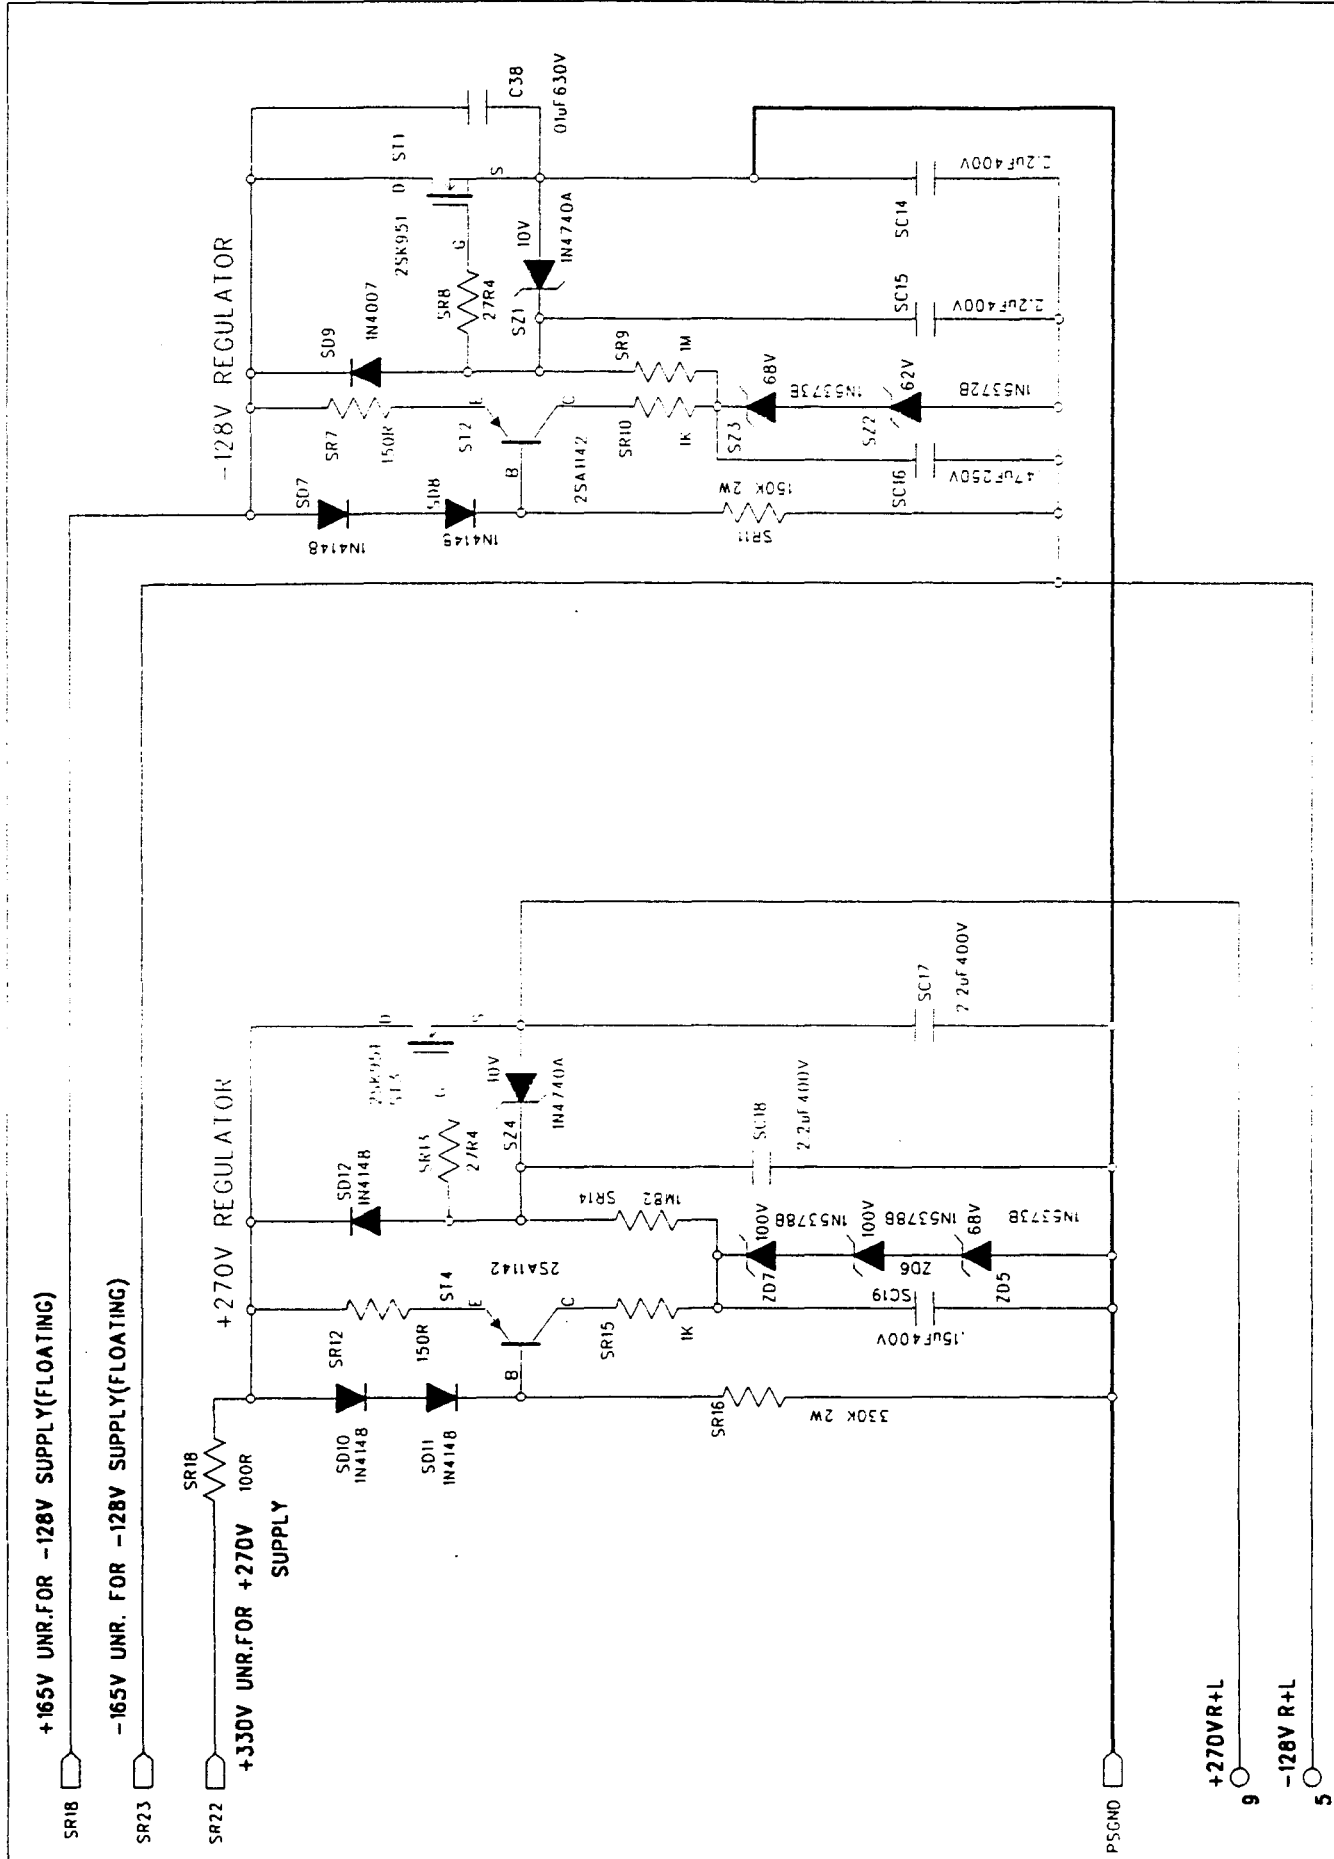 +165V UNR.FOR -128V SUPPLY(FLOATING)
SR18
-165V UNR. FOR -128V SUPPLY(FLOATING)
SR23
+330V UNR.FOR +270V
SUPPLY
SR22
SR18
100R
+270V REGULATOR
SD10
1N4148
SD11
1N4148
SR12
150R
ST4
E
B
C
2SA1142
SR15
1K
SR16
330K 2W
SD12
1N4148
SR13
27R4
G
D
S
2SK951
ST3
10V
SZ4
1N4740A
SR14
1M82
ZD7
100V
1N5378B
ZD6
100V
1N5378B
ZD5
68V
1N5373B
SC19
.15uF400V
SC18
2.2uF400V
SC17
2.2uF400V
-128V REGULATOR
SD7
1N4148
SD8
SR7
150R
ST2
E
B
C
2SA1142
SR10
1K
SR11
150K 2W
SD9
1N4007
SR8
27R4
G
D
S
2SK951
ST1
10V
SZ1
1N4740A
C38
01uF630V
SR9
1M
SZ3
68V
1N5373B
SZ2
62V
1N5372B
SC16
.47uF250V
SC15
2.2uF400V
SC14
2.2uF400V
PSGND
+270VR+L
9
-128V R+L
5